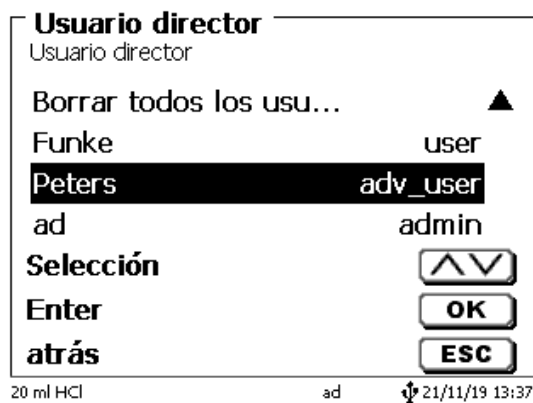 Usuario director
Usuario director
Borrar todos los usu...
Funke user
Peters adv_user
ad admin
Selección
Enter OK
atrás ESC
20 ml HCl ad 21/11/19 13:37